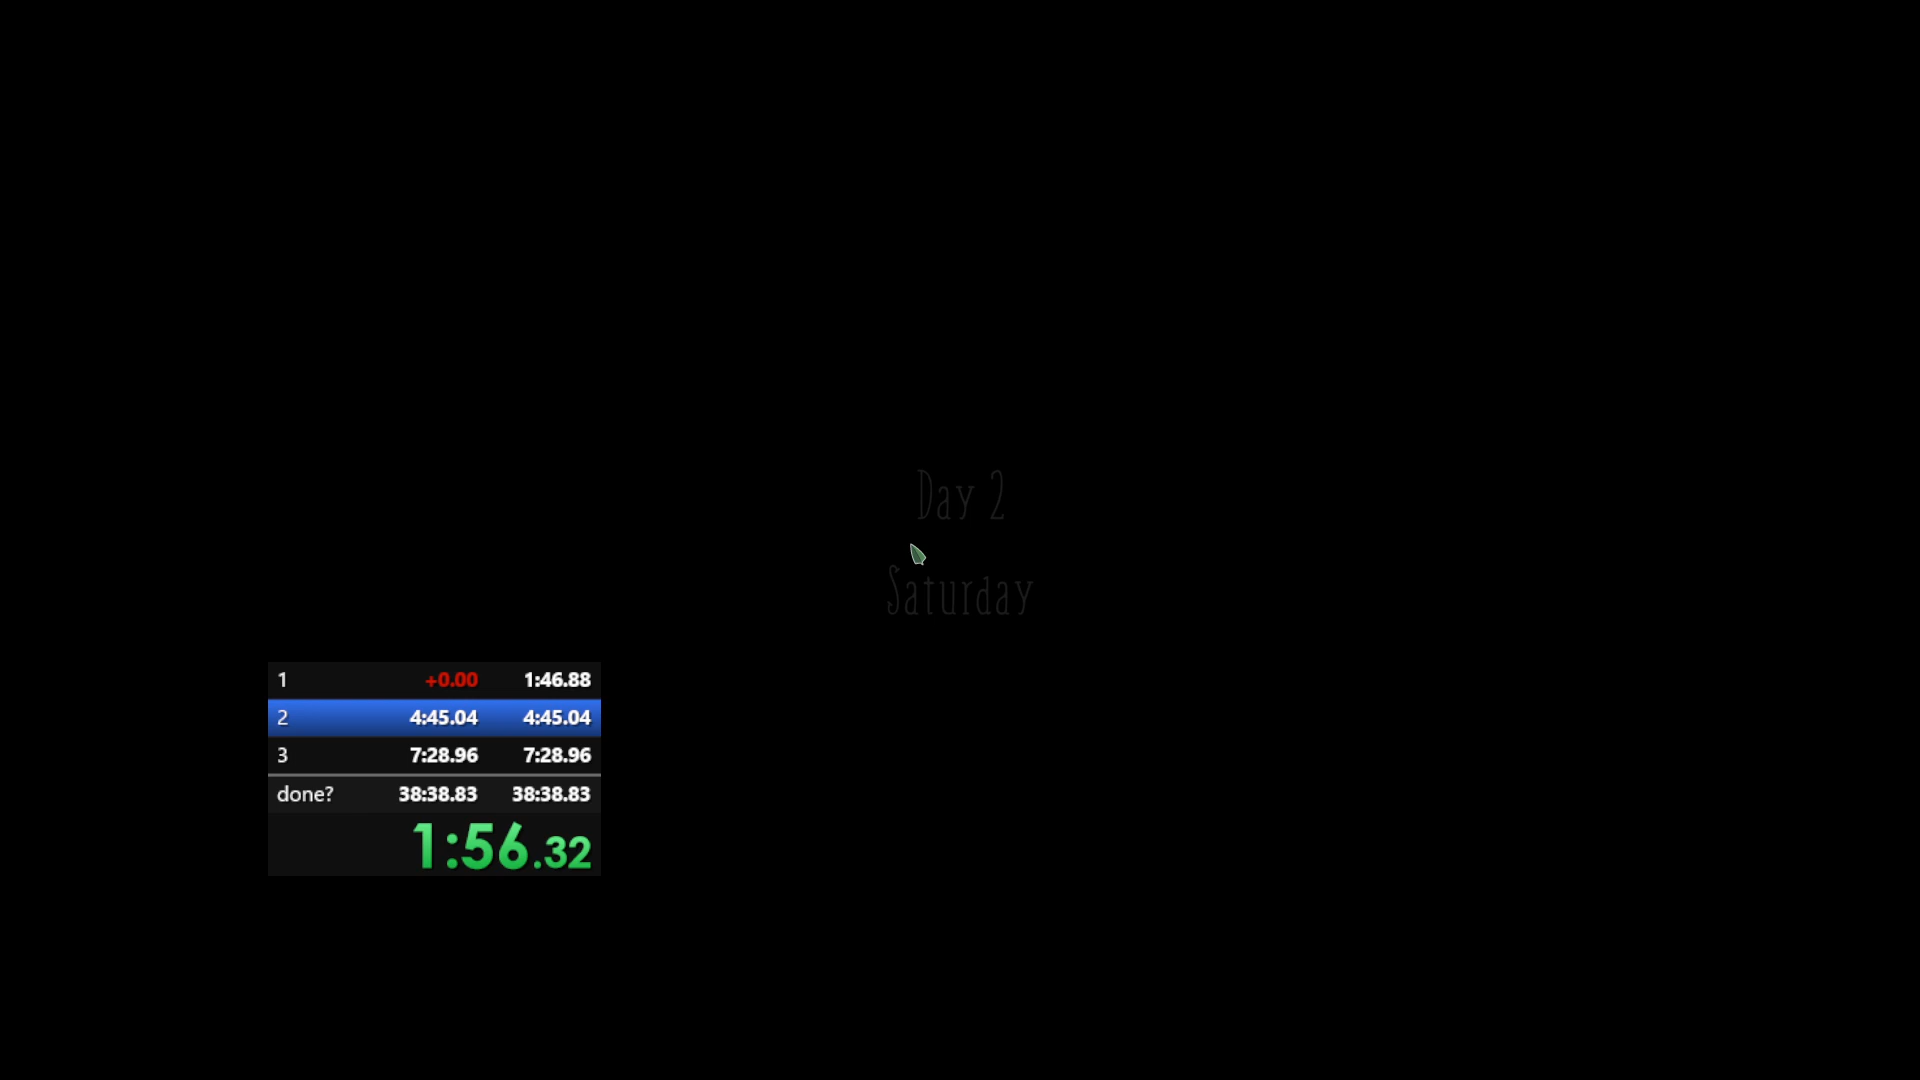 Day 2
Saturday
1 +0.00 1:46.88
2 4:45.04 4:45.04
3 7:28.96 7:28.96
done? 38:38.83 38:38.83
1:56.32